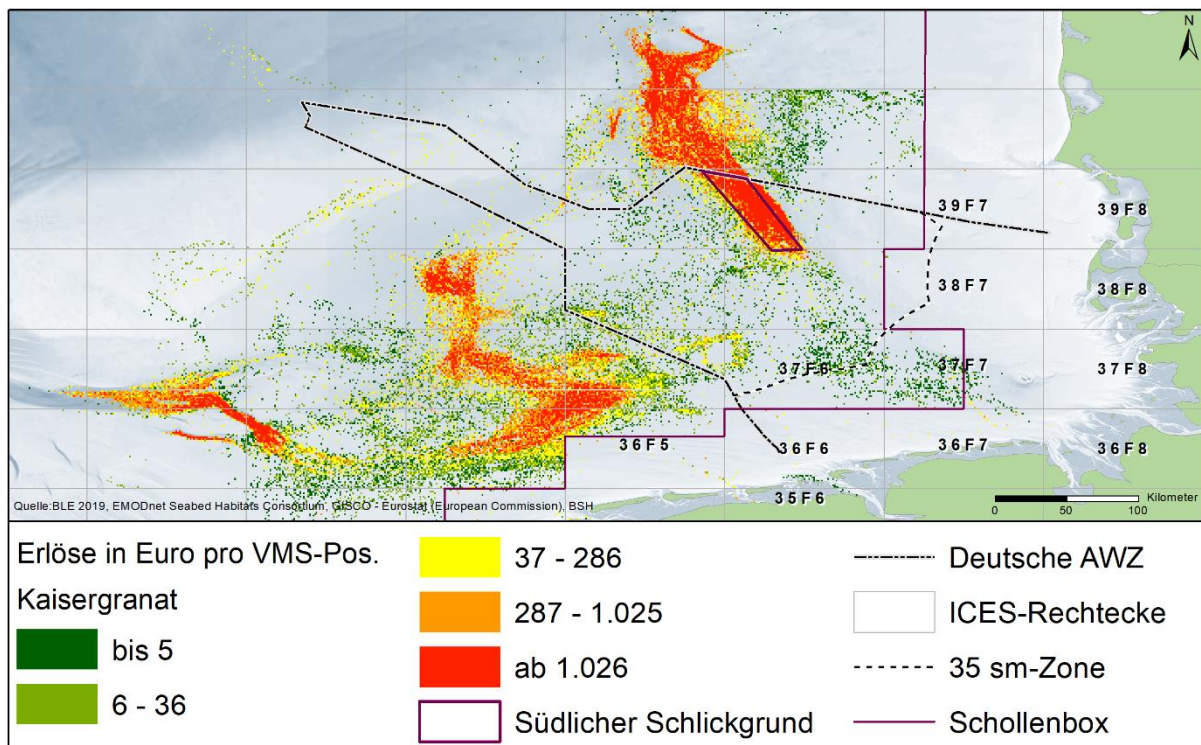 N
39F7
39F8
38F7
38F8
37F6
37F7
37F8
36F5
36F6
36F7
36F8
35F6
Quelle:BLE 2019, EMODnet Seabed Habitats Consortium, GISCO - Eurostat (European Commission), BSH
Kilometer
0 50 100
Erlöse in Euro pro VMS-Pos.
Kaisergranat
bis 5
6 - 36
37 - 286
287 - 1.025
ab 1.026
Südlicher Schlickgrund
Deutsche AWZ
ICES-Rechtecke
35 sm-Zone
Schollenbox